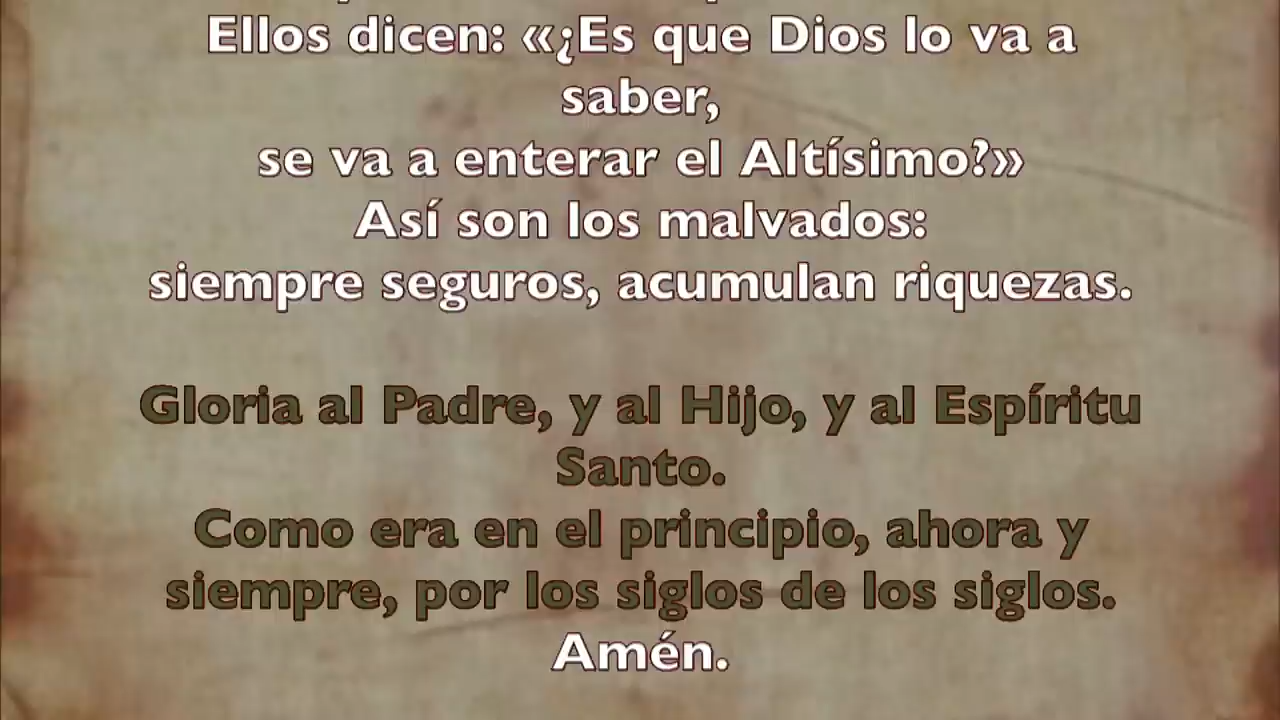 Ellos dicen: «¿Es que Dios lo va a
saber,
se va a enterar el Altísimo?»
Así son los malvados:
siempre seguros, acumulan riquezas.
Gloria al Padre, y al Hijo, y al Espíritu
Santo.
Como era en el principio, ahora y
siempre, por los siglos de los siglos.
Amén.